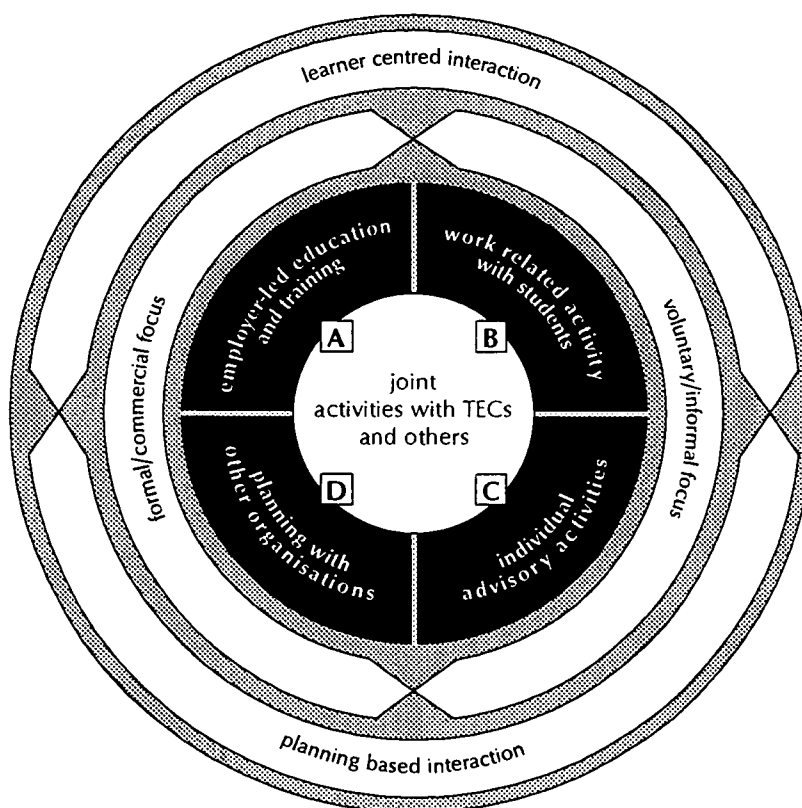 learner centred interaction
formal/commercial focus
voluntary/informal focus
employer-led education
and training
work related activity
with students
A
B
joint
activities with TECs
and others
D
C
planning with
other organisations
individual
advisory activities
planning based interaction